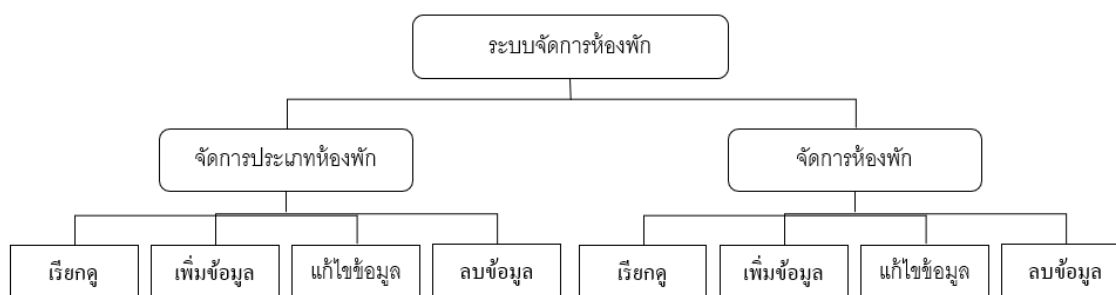 ระบบจัดการห้องพัก
จัดการประเภทห้องพัก
จัดการห้องพัก
เรียกดู
เพิ่มข้อมูล
แก้ไขข้อมูล
ลบข้อมูล
เรียกดู
เพิ่มข้อมูล
แก้ไขข้อมูล
ลบข้อมูล